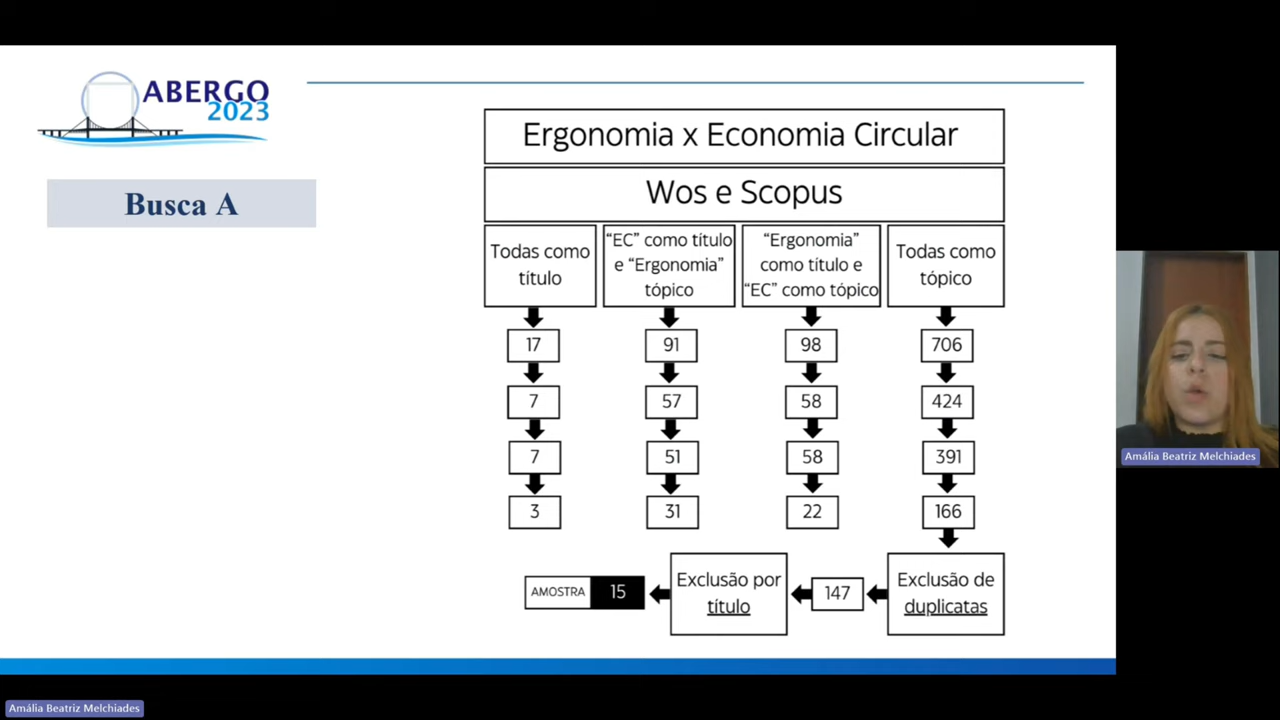 ABERGO
2023
Busca A
Ergonomia x Economia Circular
Wos e Scopus
Todas como
título
“EC” como título
e “Ergonomia”
tópico
“Ergonomia”
como título e
“EC” como tópico
Todas como
tópico
17
91
98
706
7
57
58
424
7
51
58
391
3
31
22
166
AMOSTRA
15
Exclusão por
título
147
Exclusão de
duplicatas
Amália Beatriz Melchiades
Amália Beatriz Melchiades